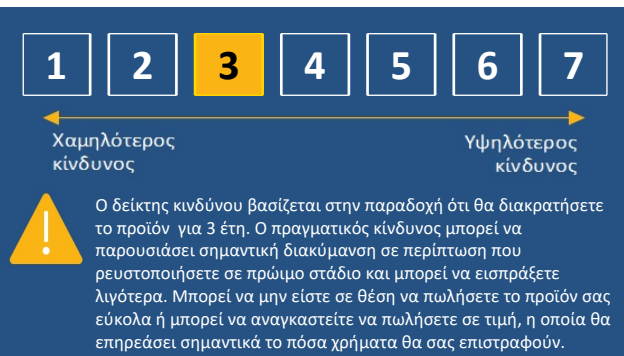 1 2 3 4 5 6 7
Χαμηλότερος Υψηλότερος
κίνδυνος κίνδυνος
Ο δείκτης κινδύνου βασίζεται στην παραδοχή ότι θα διακρατήσετε
το προϊόν για 3 έτη. Ο πραγματικός κίνδυνος μπορεί να
παρουσιάσει σημαντική διακύμανση σε περίπτωση που
ρευστοποιήσετε σε πρώιμο στάδιο και μπορεί να εισπράξετε
λιγότερα. Μπορεί να μην είστε σε θέση να πωλήσετε το προϊόν σας
εύκολα ή μπορεί να αναγκαστείτε να πωλήσετε σε τιμή, η οποία θα
επηρεάσει σημαντικά το πόσα χρήματα θα σας επιστραφούν.